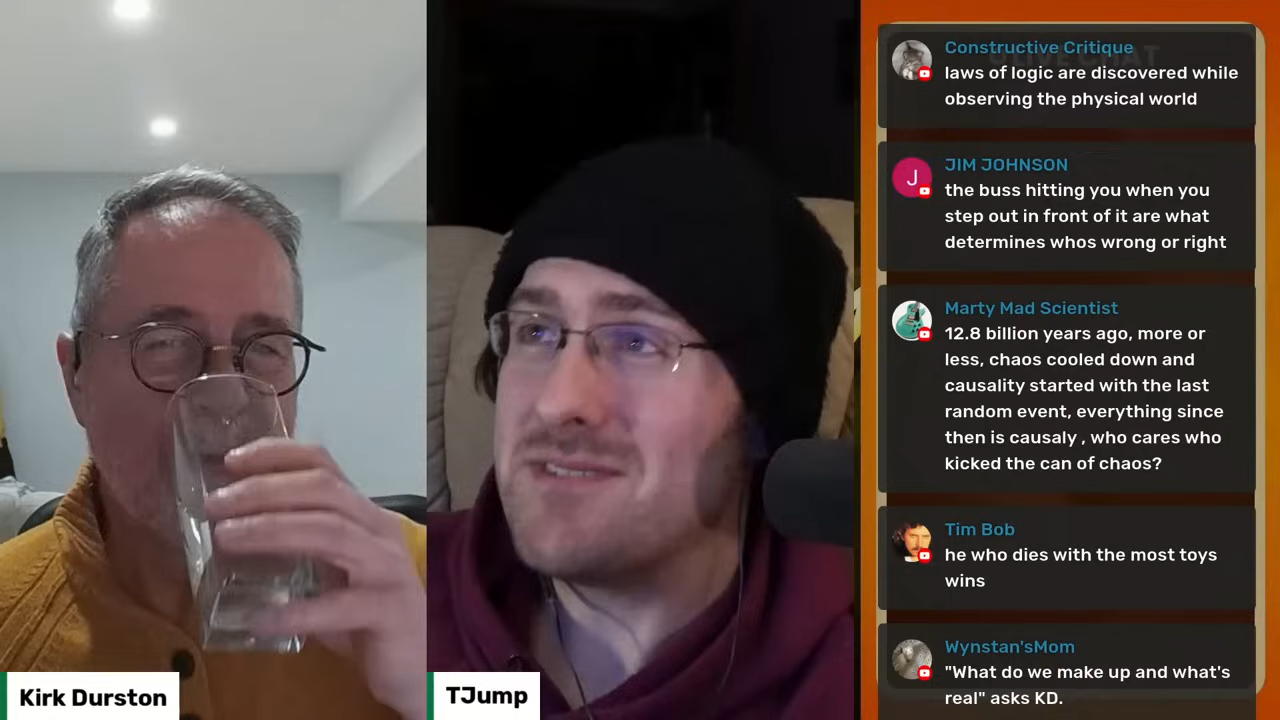 Constructive Critique
laws of logic are discovered while
observing the physical world
JIM JOHNSON
J
the buss hitting you when you
step out in front of it are what
determines whos wrong or right
Marty Mad Scientist
12.8 billion years ago, more or
less, chaos cooled down and
causality started with the last
random event, everything since
then is causaly , who cares who
kicked the can of chaos?
Tim Bob
he who dies with the most toys
wins
Wynstan'sMom
"What do we make up and what's
real" asks KD.
Kirk Durston
TJump